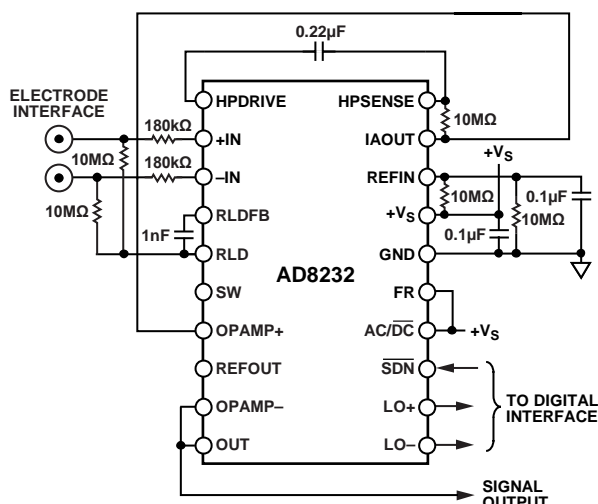 0.22µF
ELECTRODE
INTERFACE
HPDRIVE
HPSENSE
180kΩ
10MΩ
+IN
IAOUT
+VS
10MΩ
180kΩ
–IN
REFIN
10MΩ
0.1µF
10MΩ
RLDFB
+VS
0.1µF
10MΩ
1nF
RLD
GND
AD8232
SW
FR
OPAMP+
AC/DC
+VS
REFOUT
SDN
TO DIGITAL
INTERFACE
OPAMP–
LO+
OUT
LO–
SIGNAL
OUTPUT